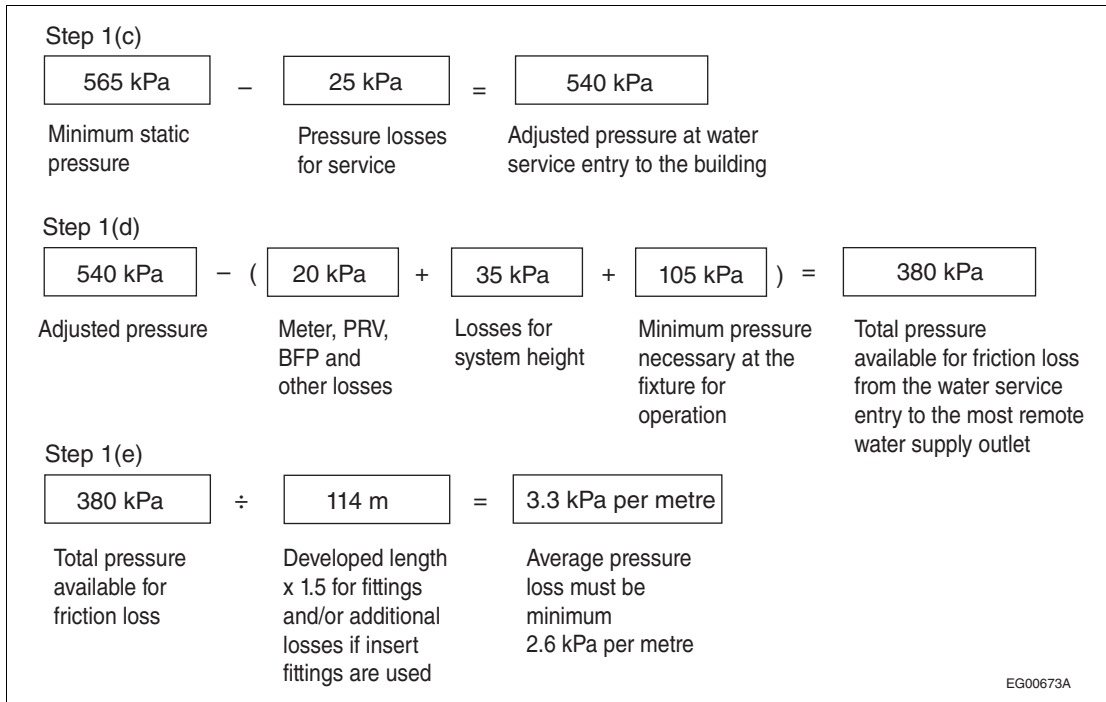 Step 1(c)
565 kPa – 25 kPa = 540 kPa
Minimum static
pressure
Pressure losses
for service
Adjusted pressure at water
service entry to the building
Step 1(d)
540 kPa – ( 20 kPa + 35 kPa + 105 kPa ) = 380 kPa
Adjusted pressure
Meter, PRV,
BFP and
other losses
Losses for
system height
Minimum pressure
necessary at the
fixture for
operation
Total pressure
available for friction loss
from the water service
entry to the most remote
water supply outlet
Step 1(e)
380 kPa ÷ 114 m = 3.3 kPa per metre
Total pressure
available for
friction loss
Developed length
x 1.5 for fittings
and/or additional
losses if insert
fittings are used
Average pressure
loss must be
minimum
2.6 kPa per metre
EG00673A